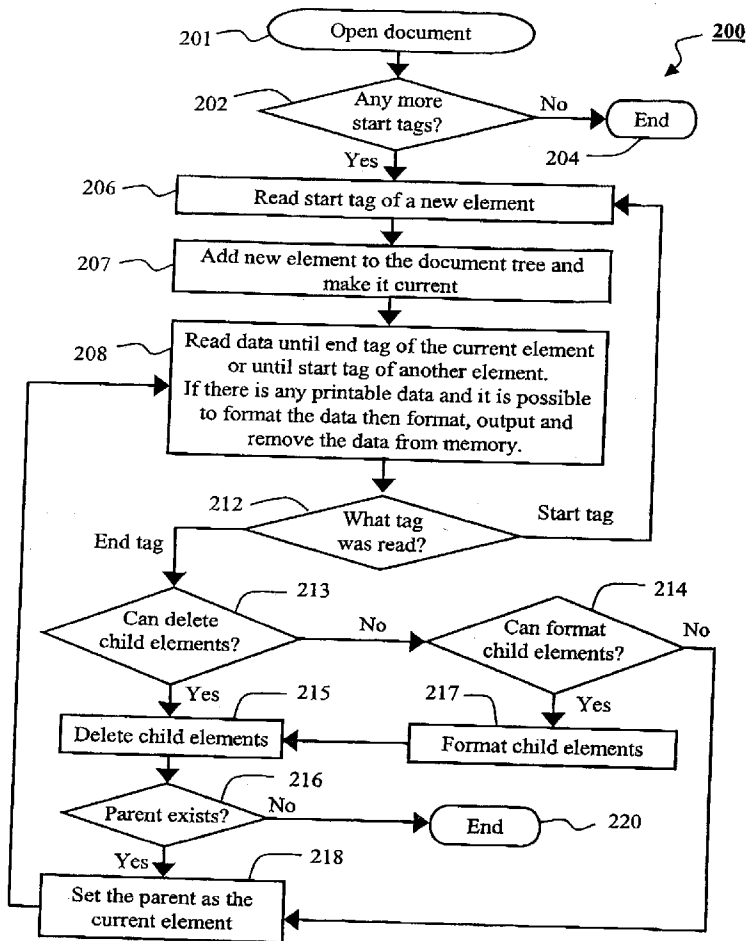 200
201
Open document
202
Any more
start tags?
No
End
204
Yes
206
Read start tag of a new element
207
Add new element to the document tree and
make it current
208
Read data until end tag of the current element
or until start tag of another element.
If there is any printable data and it is possible
to format the data then format, output and
remove the data from memory.
212
What tag
was read?
Start tag
End tag
213
Can delete
child elements?
No
214
Can format
child elements?
No
Yes
215
Delete child elements
217
Yes
Format child elements
216
Parent exists?
No
End
220
Yes
218
Set the parent as the
current element